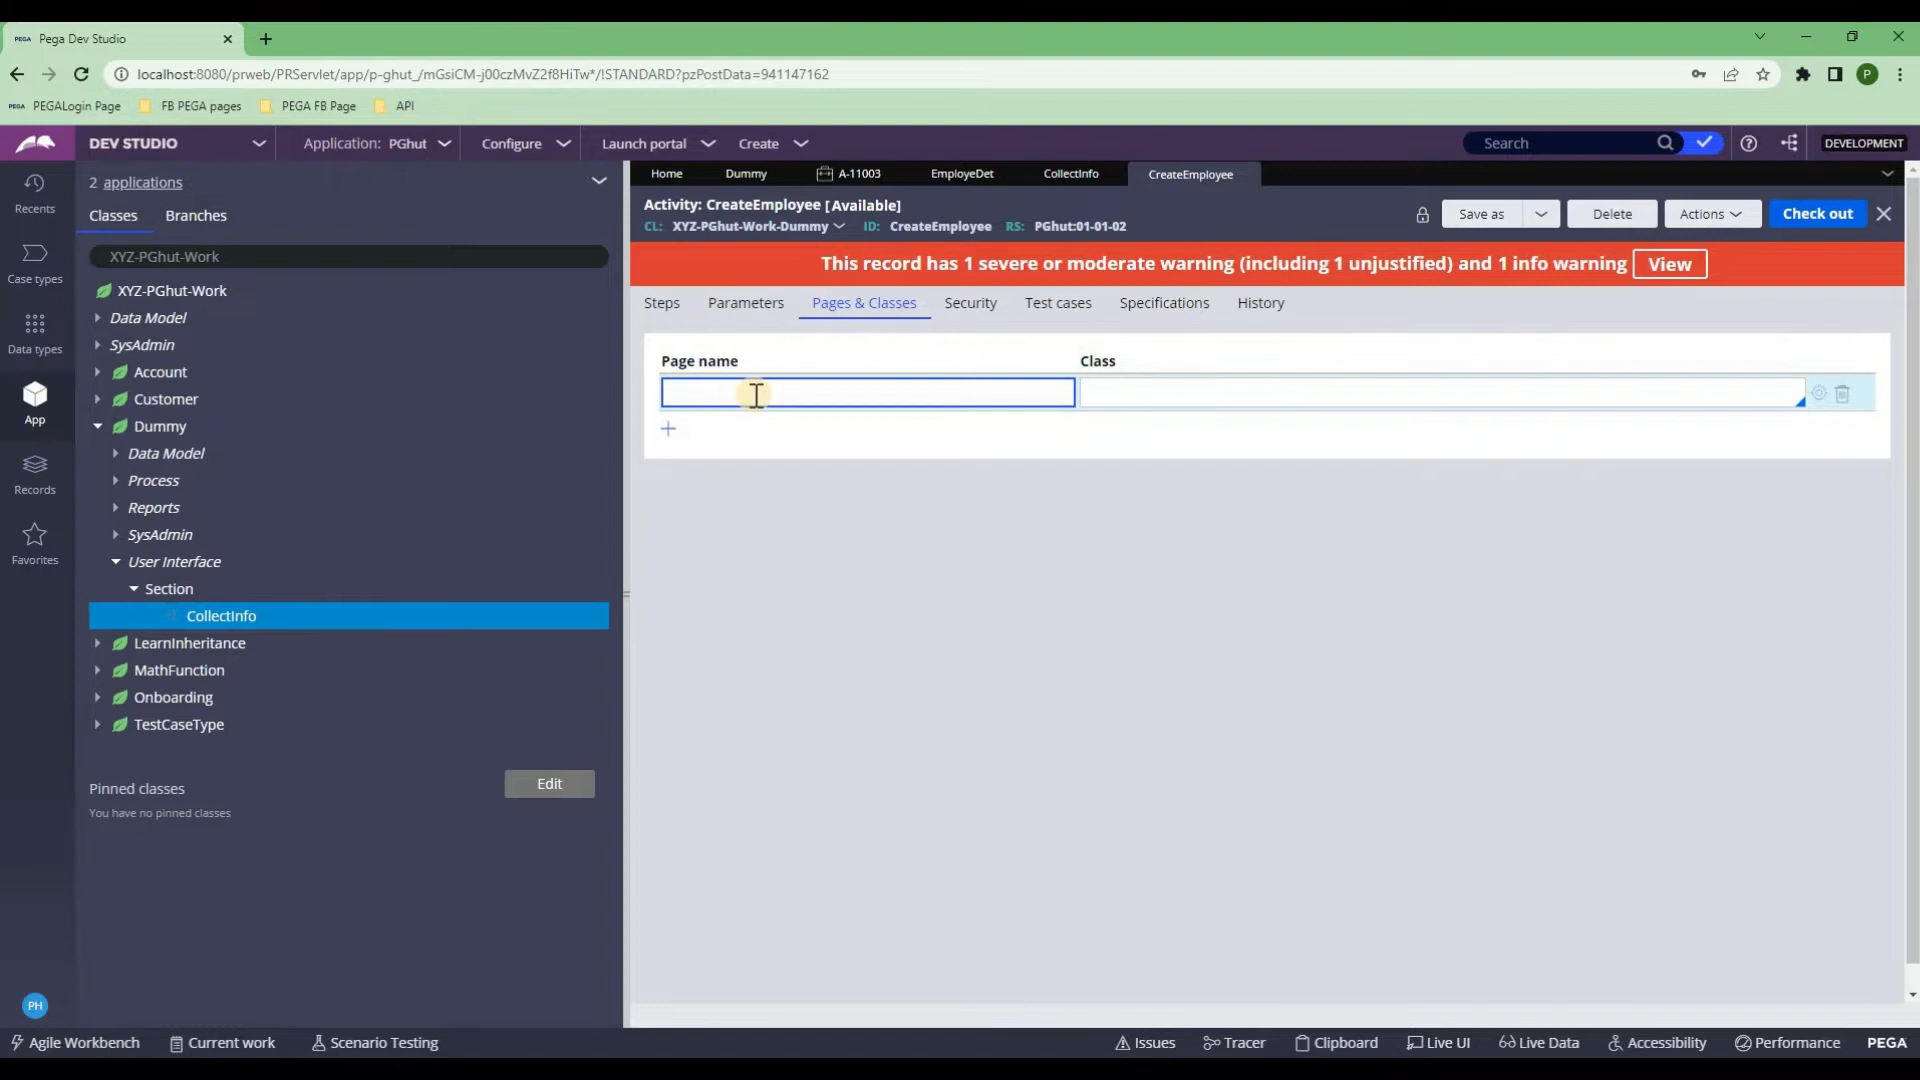 PEGA Pega Dev Studio
localhost:8080/prweb/PRServlet/app/p-ghut_/mGsiCM-j00czMvZ2f8HiTw*/!STANDARD?pzPostData=941147162
P
PEGA PEGALogin Page FB PEGA pages PEGA FB Page API
DEV STUDIO Application: PGhut Configure Launch portal Create Search DEVELOPMENT
Recents
Case types
Data types
App
Records
Favorites
PH
2 applications
Classes Branches
XYZ-PGhut-Work
XYZ-PGhut-Work
Data Model
SysAdmin
Account
Customer
Dummy
Data Model
Process
Reports
SysAdmin
User Interface
Section
CollectInfo
LearnInheritance
MathFunction
Onboarding
TestCaseType
Pinned classes Edit
You have no pinned classes
Home Dummy A-11003 EmployeDet CollectInfo CreateEmployee
Activity: CreateEmployee [Available]
CL: XYZ-PGhut-Work-Dummy ID: CreateEmployee RS: PGhut:01-01-02
Save as Delete Actions Check out
This record has 1 severe or moderate warning (including 1 unjustified) and 1 info warning View
Steps Parameters Pages & Classes Security Test cases Specifications History
Page name Class
Agile Workbench Current work Scenario Testing Issues Tracer Clipboard Live UI Live Data Accessibility Performance PEGA